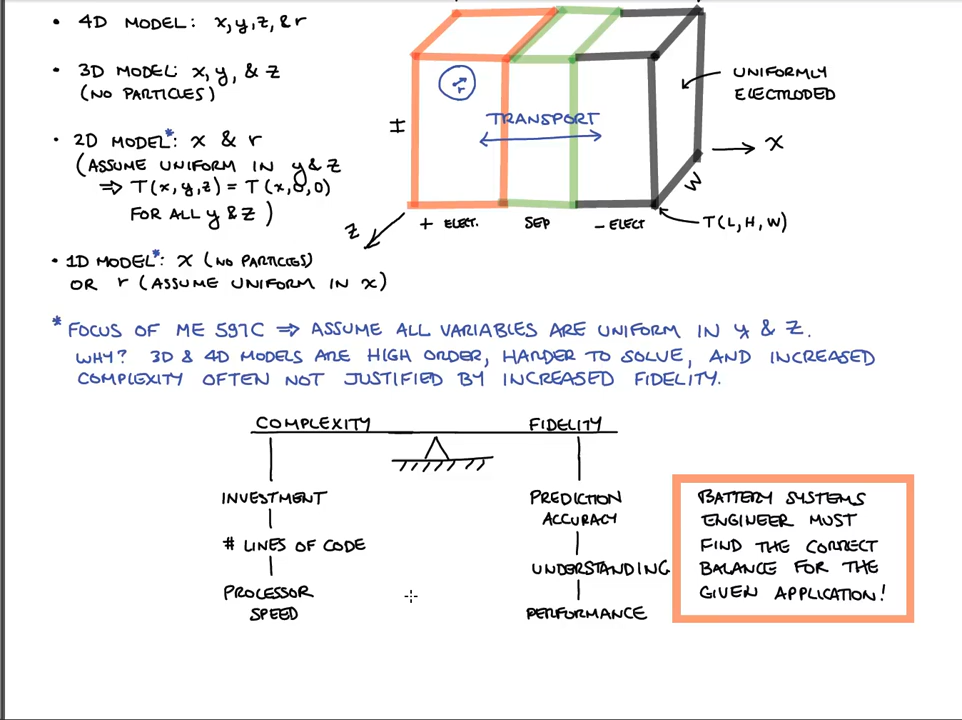 • 4D MODEL: x, y, z, & r
• 3D MODEL: x, y, & z
(NO PARTICLES)
• 2D MODEL*: x & r
(ASSUME UNIFORM IN y & z
⇒ T(x, y, z) = T(x, 0, 0)
FOR ALL y & z)
• 1D MODEL*: x (NO PARTICLES)
OR r (ASSUME UNIFORM IN x)
r
TRANSPORT
H
UNIFORMLY
ELECTRODED
x
W
z
+ ELECT.
SEP
- ELECT
T(L, H, W)
* FOCUS OF ME 597C ⇒ ASSUME ALL VARIABLES ARE UNIFORM IN y & z.
WHY? 3D & 4D MODELS ARE HIGH ORDER, HARDER TO SOLVE, AND INCREASED
COMPLEXITY OFTEN NOT JUSTIFIED BY INCREASED FIDELITY.
COMPLEXITY
FIDELITY
INVESTMENT
# LINES OF CODE
PROCESSOR
SPEED
PREDICTION
ACCURACY
UNDERSTANDING
PERFORMANCE
BATTERY SYSTEMS
ENGINEER MUST
FIND THE CORRECT
BALANCE FOR THE
GIVEN APPLICATION!